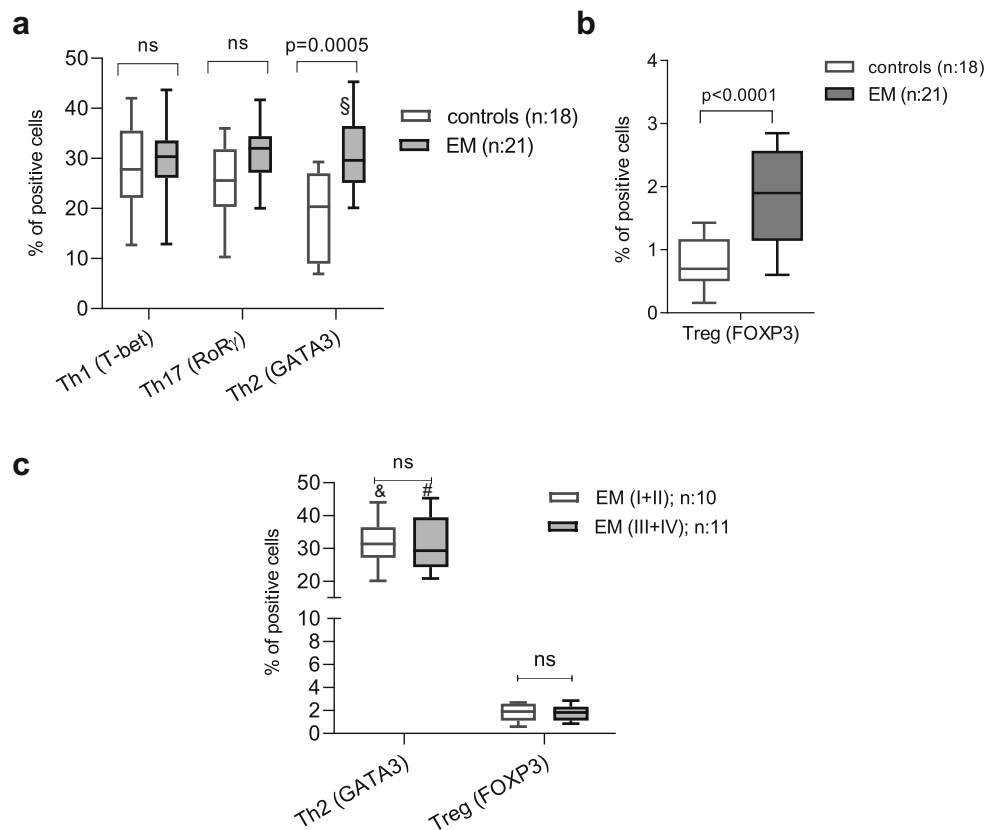 a
ns
ns
p=0.0005
50
40
30
20
10
0
% of positive cells
§
controls (n:18)
EM (n:21)
Th1 (T-bet)
Th17 (RoRγ)
Th2 (GATA3)
b
4
3
2
1
0
% of positive cells
p<0.0001
controls (n:18)
EM (n:21)
Treg (FOXP3)
c
ns
& #
50
40
30
20
10
8
6
4
2
0
% of positive cells
ns
EM (I+II); n:10
EM (III+IV); n:11
Th2 (GATA3)
Treg (FOXP3)